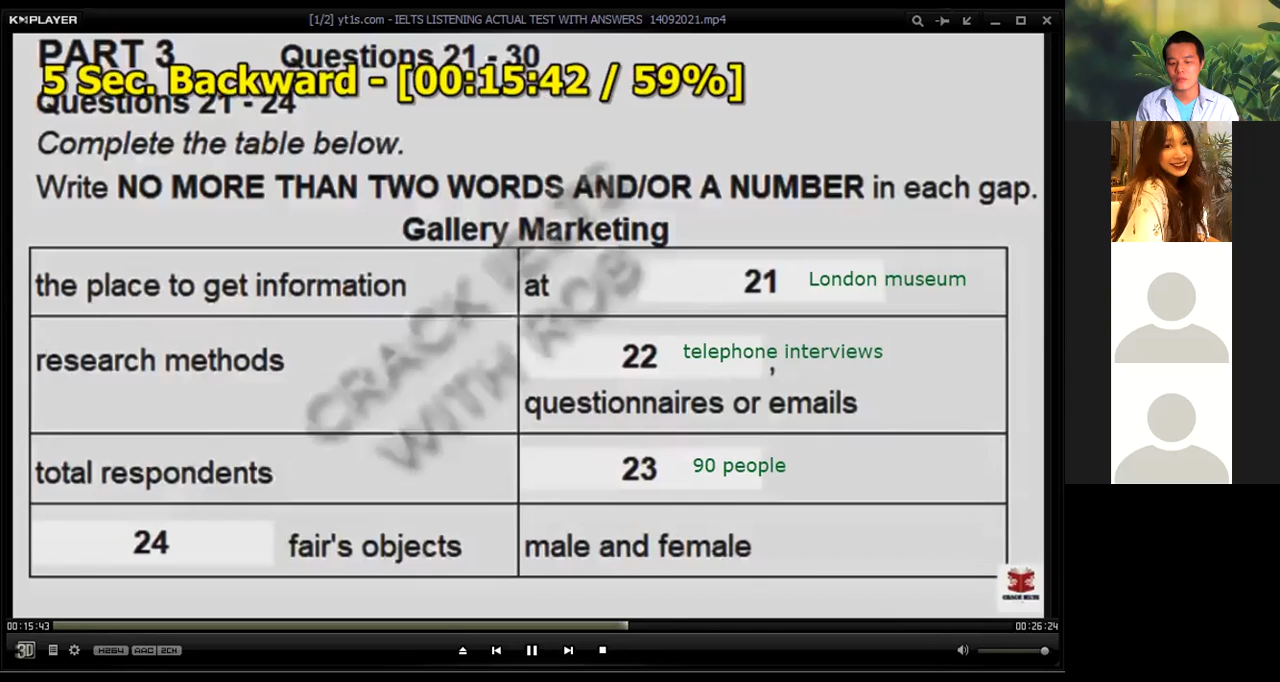 KMPLAYER
[1/2] yt1s.com - IELTS LISTENING ACTUAL TEST WITH ANSWERS 14092021.mp4
PART 3 Questions 21 - 30
5 Sec. Backward - [00:15:42 / 59%]
Questions 21 - 24
Complete the table below.
Write NO MORE THAN TWO WORDS AND/OR A NUMBER in each gap.
Gallery Marketing
the place to get information at 21 London museum
research methods 22 telephone interviews ,
questionnaires or emails
total respondents 23 90 people
24 fair's objects male and female
CRACK IELTS
WITH ROB
CRACK IELTS
00:15:43 00:26:24
3D H264 AAC 2CH